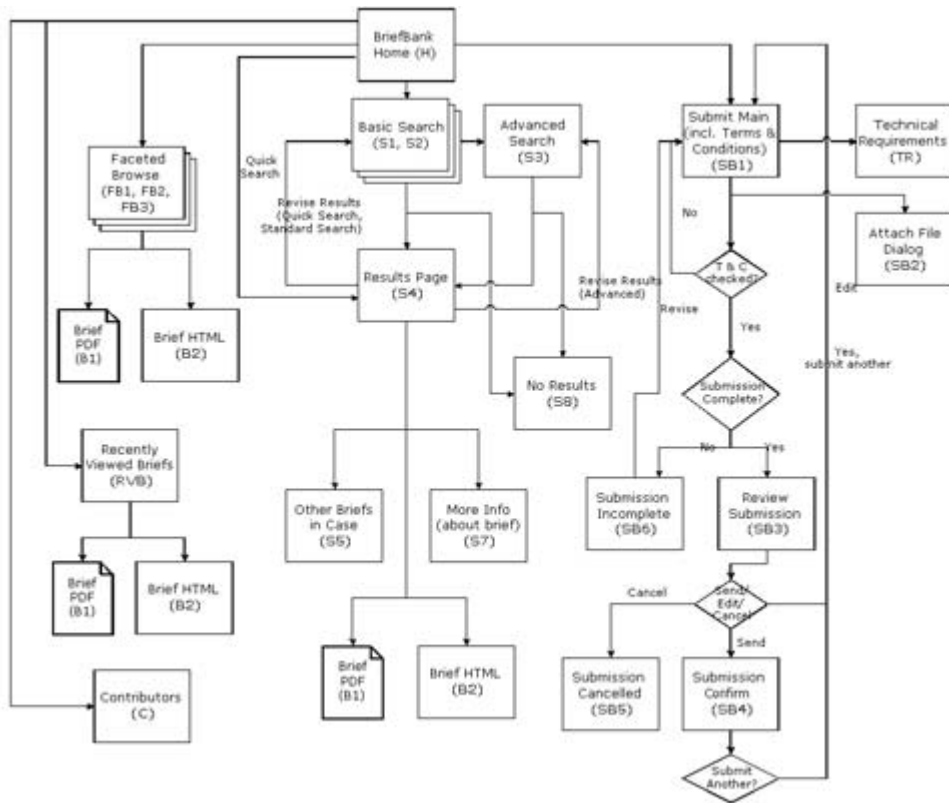 BriefBank
Home (H)
Basic Search
(S1, S2)
Advanced
Search
(S3)
Submit Main
(incl. Terms &
Conditions)
(SB1)
Technical
Requirements
(TR)
Faceted
Browse
(FB1, FB2,
FB3)
Quick
Search
Revise Results
(Quick Search,
Standard Search)
No
Attach File
Dialog
(SB2)
Results Page
(S4)
Revise Results
(Advanced)
T & C
checked?
Edit
Revise
Brief
PDF
(B1)
Brief HTML
(B2)
Yes
Yes,
submit another
No Results
(S8)
Submission
Complete?
Recently
Viewed Briefs
(RVB)
No
Yes
Other Briefs
in Case
(S5)
More Info
(about brief)
(S7)
Submission
Incomplete
(SB6)
Review
Submission
(SB3)
Brief
PDF
(B1)
Brief HTML
(B2)
Cancel
Send/
Edit/
Cancel
Send
Brief
PDF
(B1)
Brief HTML
(B2)
Submission
Cancelled
(SB5)
Submission
Confirm
(SB4)
Contributors
(C)
Submit
Another?